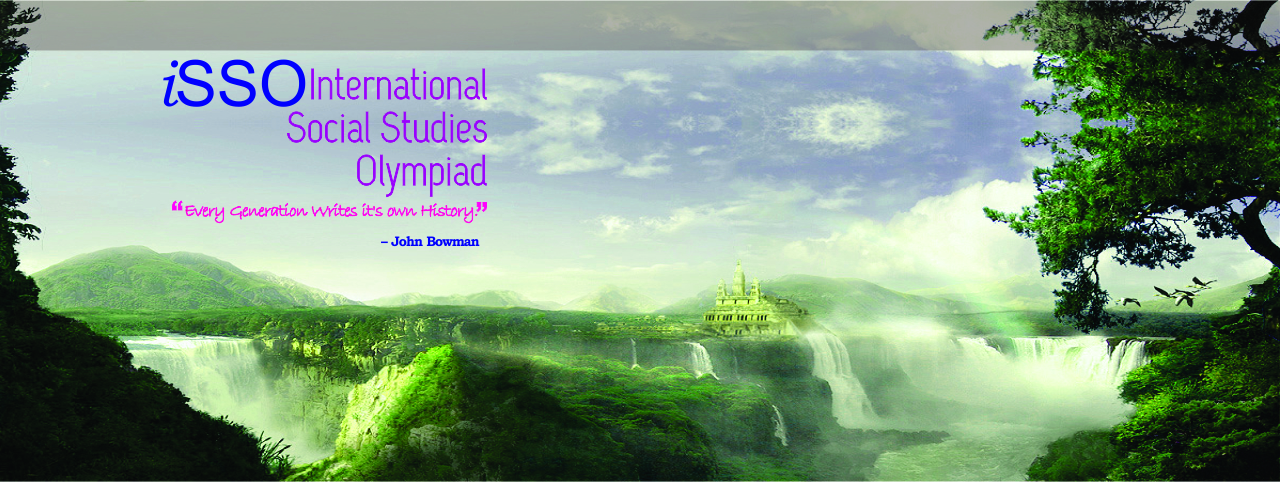 iSSO International
Social Studies
Olympiad
“Every Generation Writes it's own History.”
– John Bowman